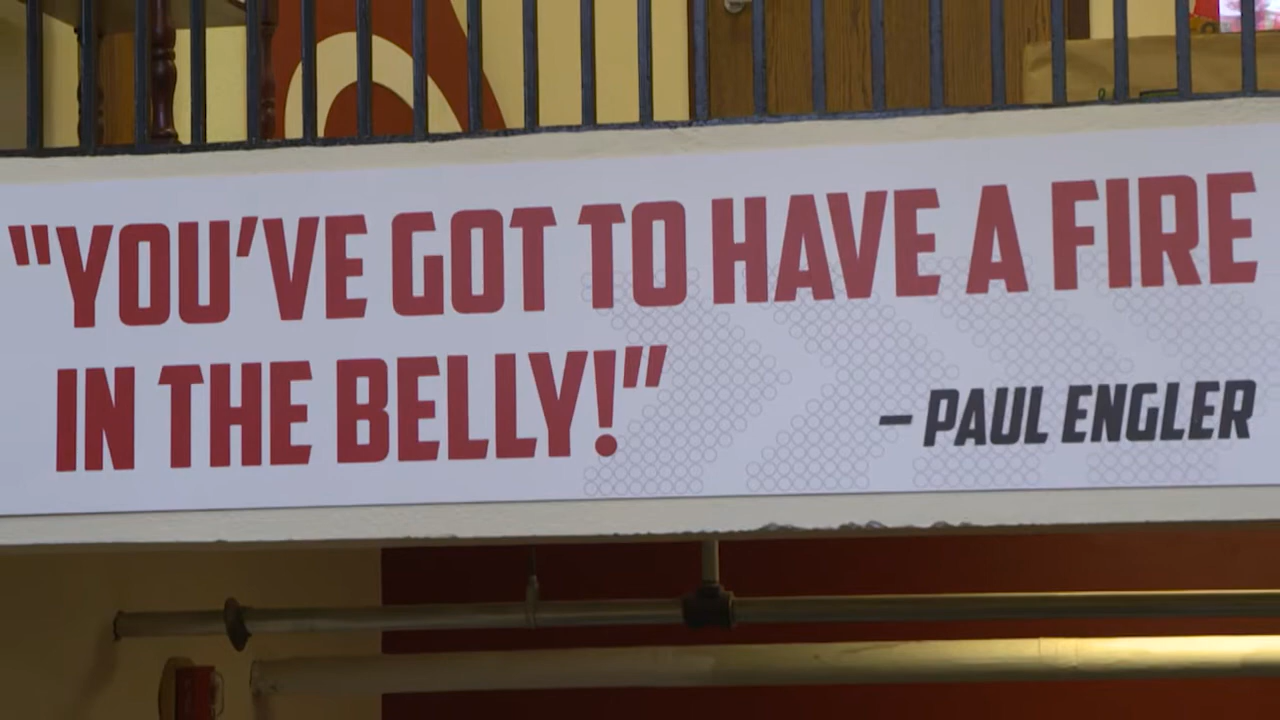 "YOU'VE GOT TO HAVE A FIRE
IN THE BELLY!"
– PAUL ENGLER